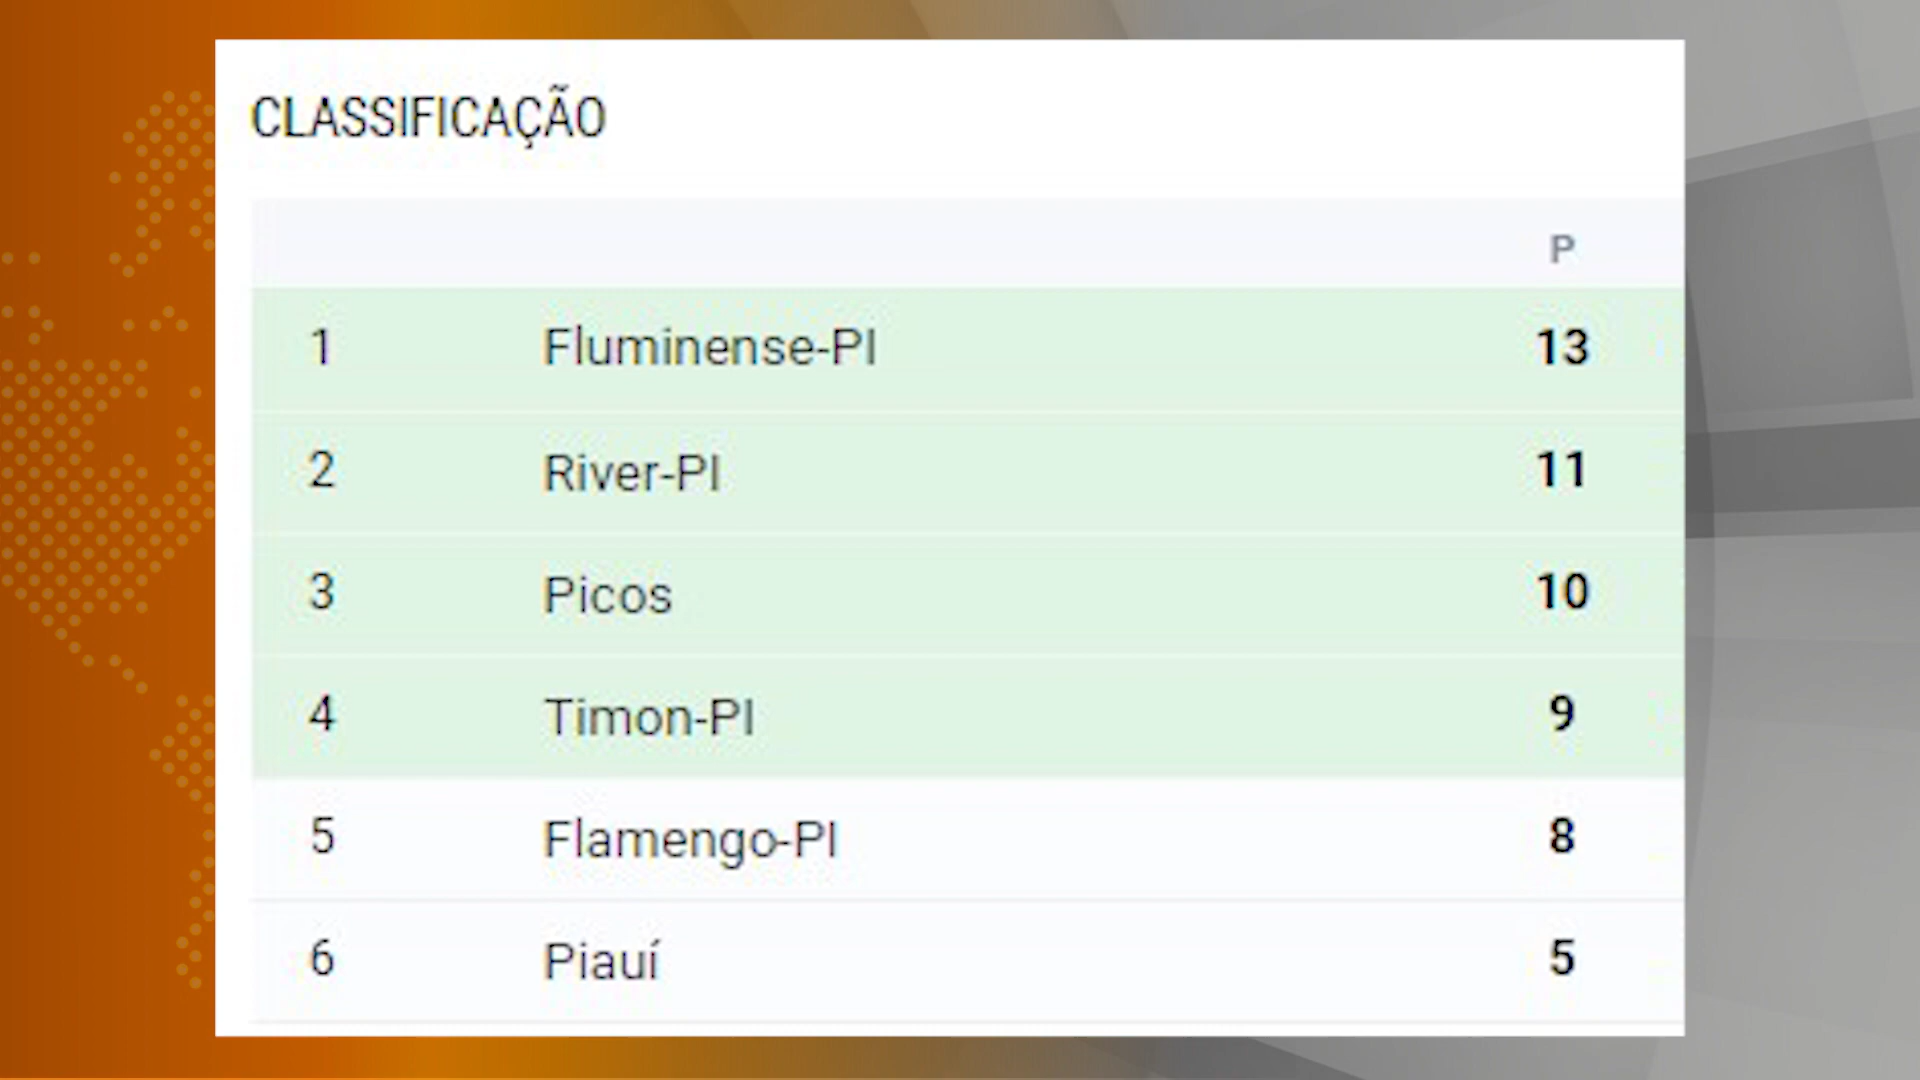 CLASSIFICAÇÃO
P
1 Fluminense-PI 13
2 River-PI 11
3 Picos 10
4 Timon-PI 9
5 Flamengo-PI 8
6 Piauí 5